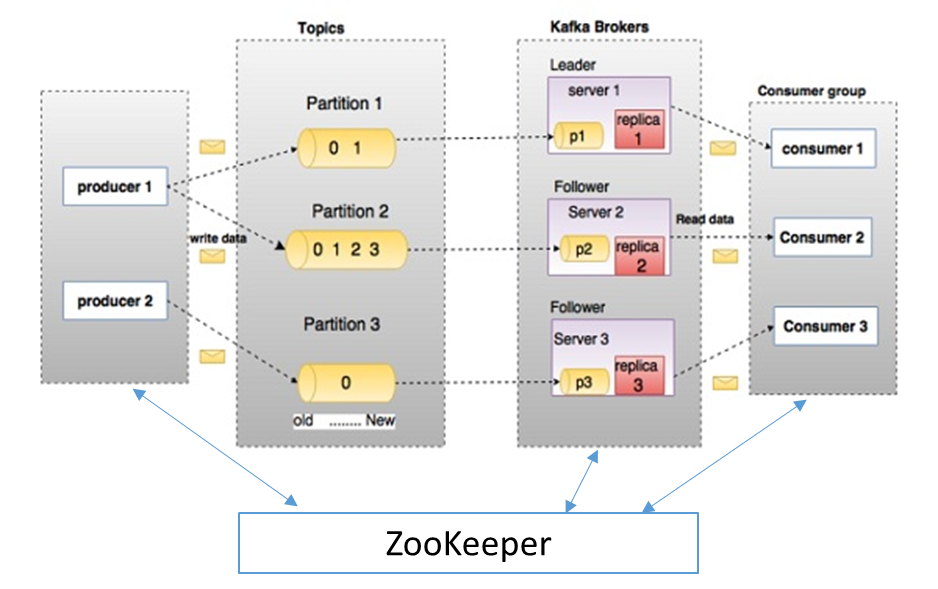 Topics
Kafka Brokers
Leader
server 1
p1
replica
1
Consumer group
Partition 1
0 1
consumer 1
producer 1
Follower
Server 2
p2
replica
2
Partition 2
0 1 2 3
write data
Read data
Consumer 2
producer 2
Follower
Server 3
p3
replica
3
Partition 3
0
Consumer 3
old ........ New
ZooKeeper